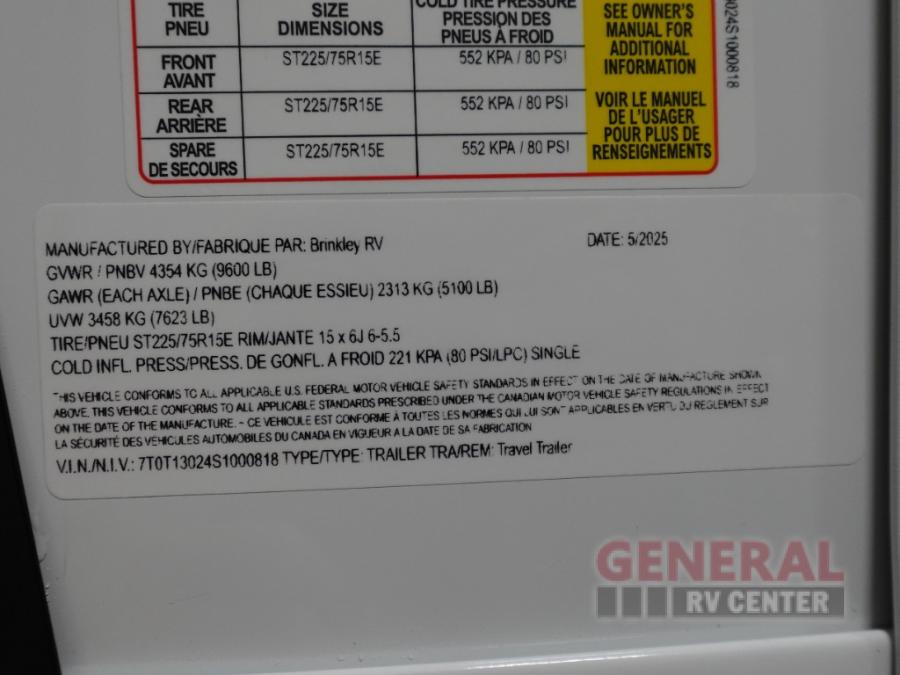 TIRE SIZE COLD TIRE PRESSURE SEE OWNER'S
PNEU DIMENSIONS PRESSION DES MANUAL FOR
PNEUS À FROID ADDITIONAL
FRONT ST225/75R15E 552 KPA / 80 PSI INFORMATION
AVANT
REAR ST225/75R15E 552 KPA / 80 PSI VOIR LE MANUEL
ARRIÈRE DE L'USAGER
SPARE ST225/75R15E 552 KPA / 80 PSI POUR PLUS DE
DE SECOURS RENSEIGNEMENTS
024S1000818
MANUFACTURED BY/FABRIQUE PAR: Brinkley RV DATE: 5/2025
GVWR / PNBV 4354 KG (9600 LB)
GAWR (EACH AXLE) / PNBE (CHAQUE ESSIEU) 2313 KG (5100 LB)
UVW 3458 KG (7623 LB)
TIRE/PNEU ST225/75R15E RIM/JANTE 15 x 6J 6-5.5
COLD INFL. PRESS/PRESS. DE GONFL. A FROID 221 KPA (80 PSI/LPC) SINGLE
THIS VEHICLE CONFORMS TO ALL APPLICABLE U.S. FEDERAL MOTOR VEHICLE SAFETY STANDARDS IN EFFECT ON THE DATE OF MANUFACTURE SHOWN
ABOVE. THIS VEHICLE CONFORMS TO ALL APPLICABLE STANDARDS PRESCRIBED UNDER THE CANADIAN MOTOR VEHICLE SAFETY REGULATIONS IN EFFECT
ON THE DATE OF THE MANUFACTURE. - CE VEHICULE EST CONFORME À TOUTES LES NORMES QUI LUI SONT APPLICABLES EN VERTU DU REGLEMENT SUR
LA SÉCURITÉ DES VEHICULES AUTOMOBILES DU CANADA EN VIGUEUR A LA DATE DE SA FABRICATION
V.I.N./N.I.V.: 7T0T13024S1000818 TYPE/TYPE: TRAILER TRA/REM: Travel Trailer
GENERAL
RV CENTER